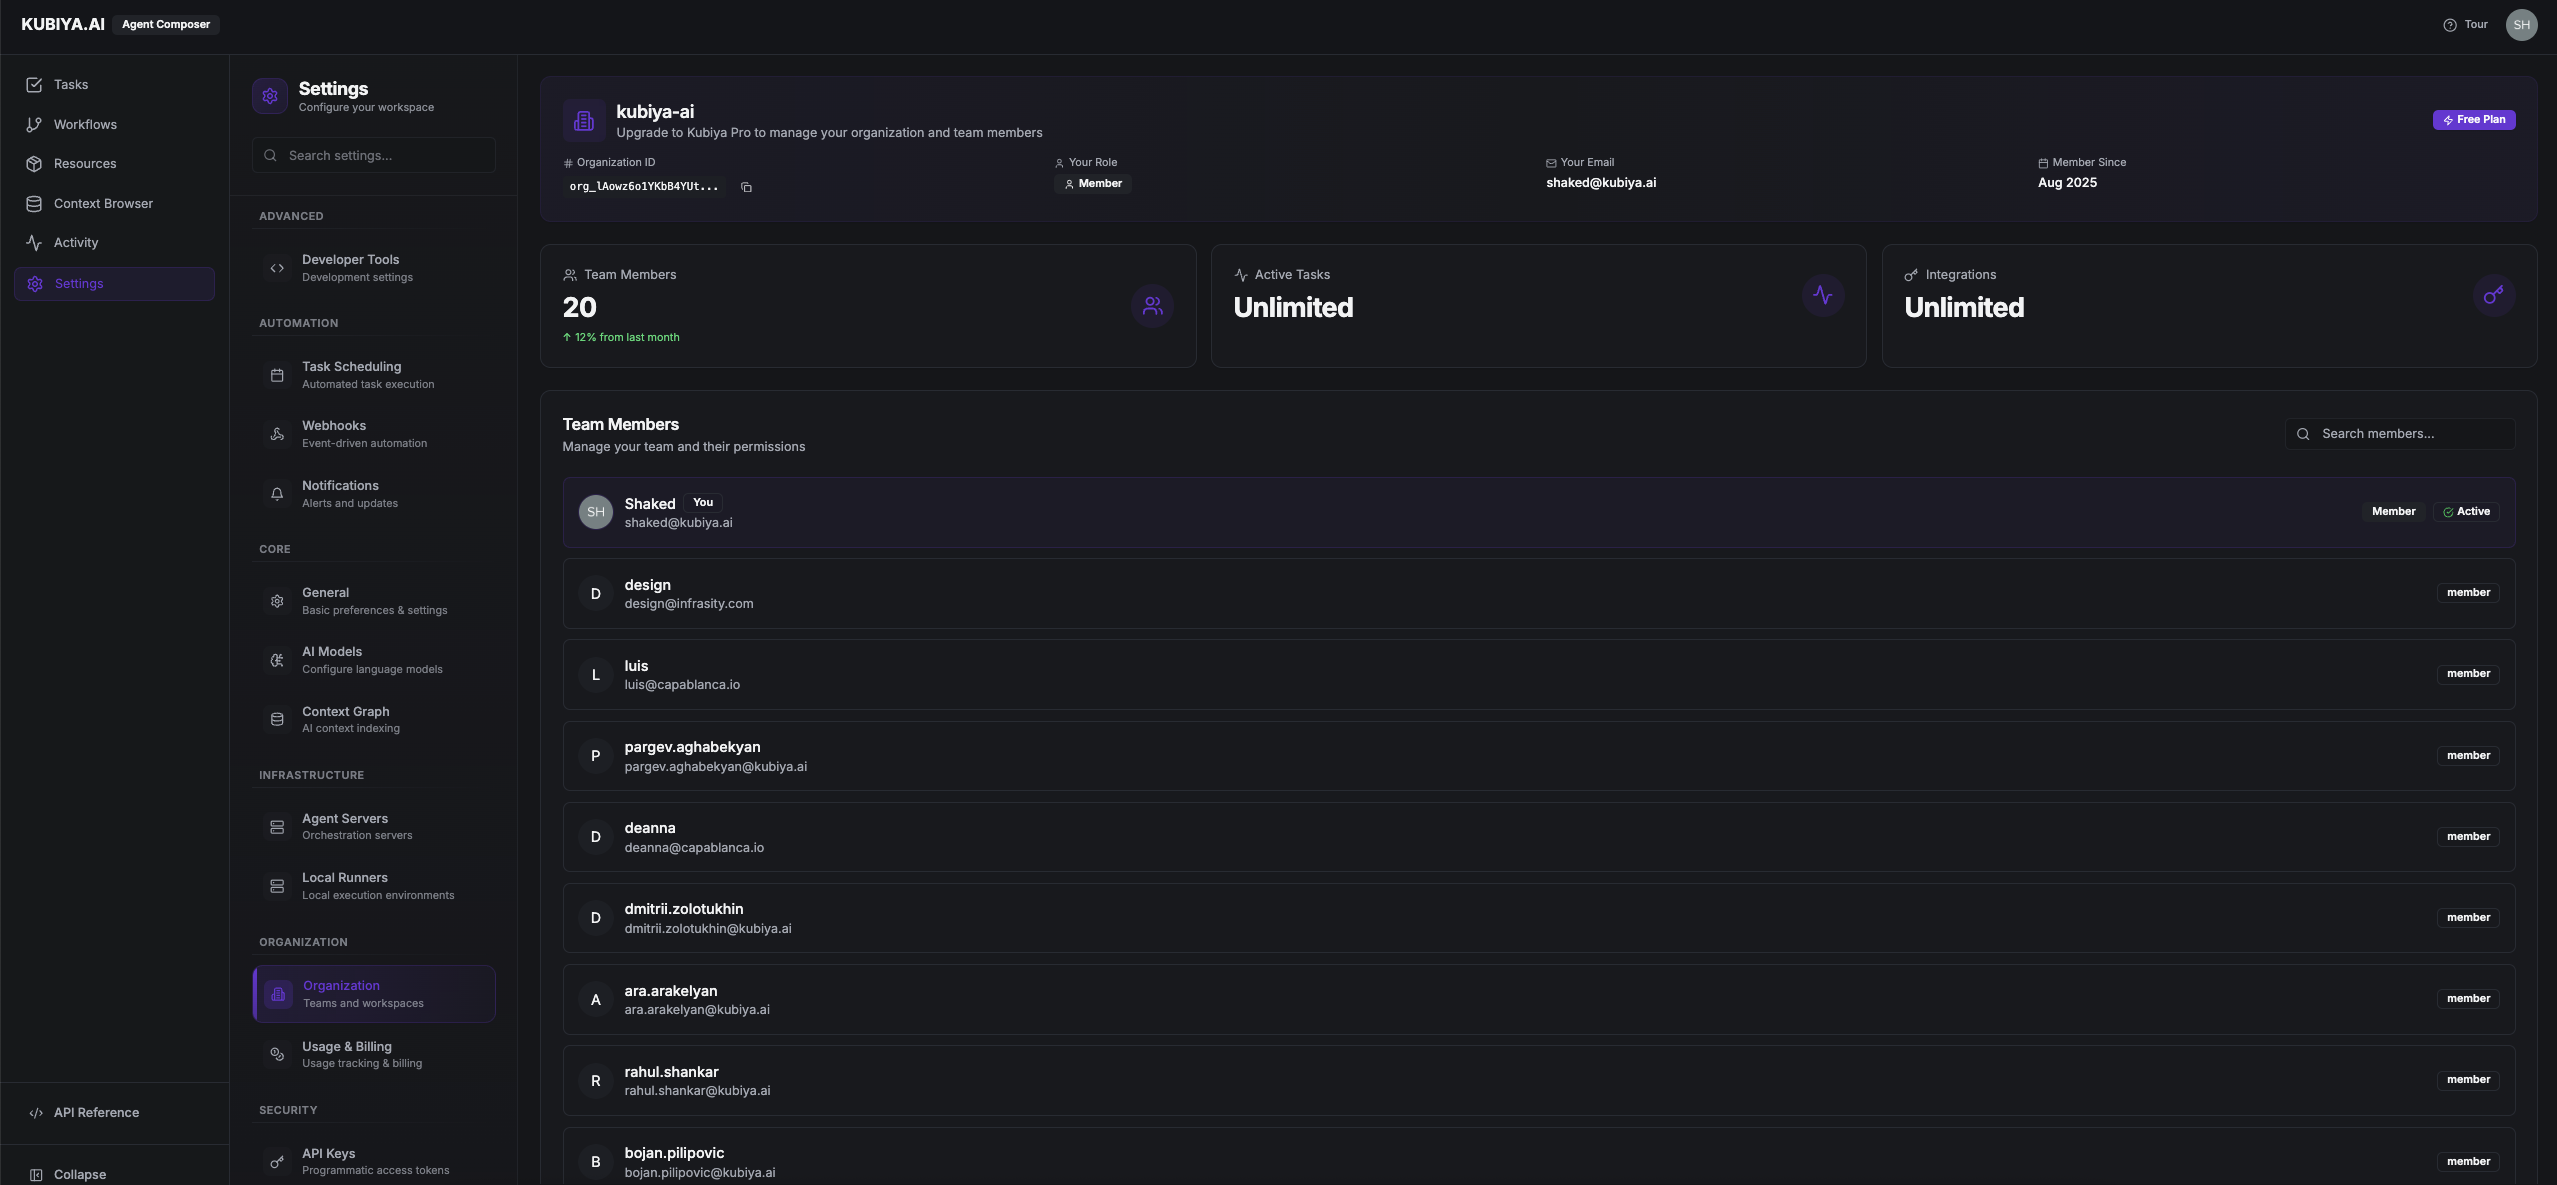 KUBIYA.AI Agent Composer
Tour SH
Tasks
Workflows
Resources
Context Browser
Activity
Settings
API Reference
Collapse
Settings
Configure your workspace
Search settings...
ADVANCED
Developer Tools
Development settings
AUTOMATION
Task Scheduling
Automated task execution
Webhooks
Event-driven automation
Notifications
Alerts and updates
CORE
General
Basic preferences & settings
AI Models
Configure language models
Context Graph
AI context indexing
INFRASTRUCTURE
Agent Servers
Orchestration servers
Local Runners
Local execution environments
ORGANIZATION
Organization
Teams and workspaces
Usage & Billing
Usage tracking & billing
SECURITY
API Keys
Programmatic access tokens
kubiya-ai
Upgrade to Kubiya Pro to manage your organization and team members
Free Plan
Organization ID
org_lAowz6o1YKbB4YUt...
Your Role
Member
Your Email
shaked@kubiya.ai
Member Since
Aug 2025
Team Members
20
↑ 12% from last month
Active Tasks
Unlimited
Integrations
Unlimited
Team Members
Manage your team and their permissions
Search members...
SH
Shaked You
shaked@kubiya.ai
Member Active
D
design
design@infrasity.com
member
L
luis
luis@capablanca.io
member
P
pargev.aghabekyan
pargev.aghabekyan@kubiya.ai
member
D
deanna
deanna@capablanca.io
member
D
dmitrii.zolotukhin
dmitrii.zolotukhin@kubiya.ai
member
A
ara.arakelyan
ara.arakelyan@kubiya.ai
member
R
rahul.shankar
rahul.shankar@kubiya.ai
member
B
bojan.pilipovic
bojan.pilipovic@kubiya.ai
member